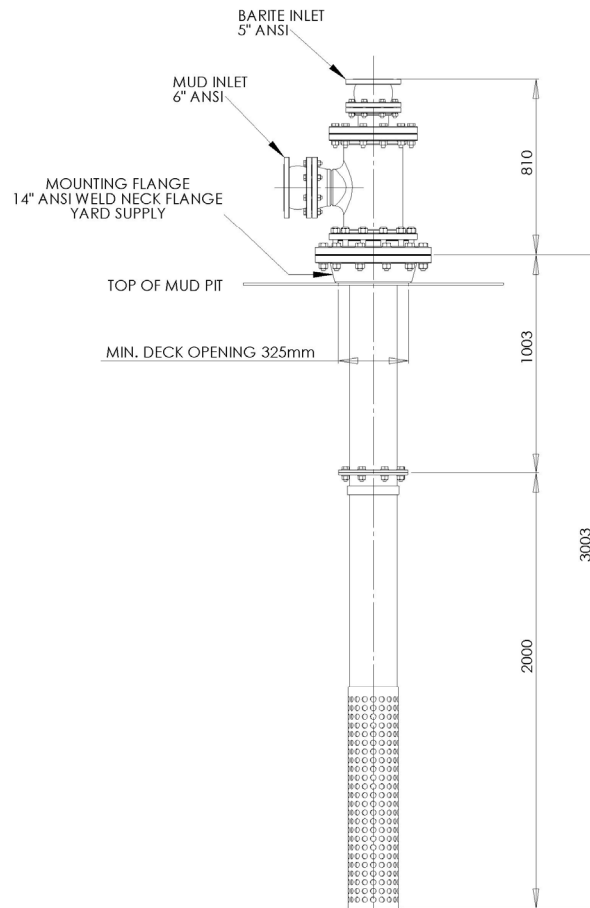 BARITE INLET
5" ANSI
MUD INLET
6" ANSI
MOUNTING FLANGE
14" ANSI WELD NECK FLANGE
YARD SUPPLY
TOP OF MUD PIT
MIN. DECK OPENING 325mm
810
1003
3003
2000